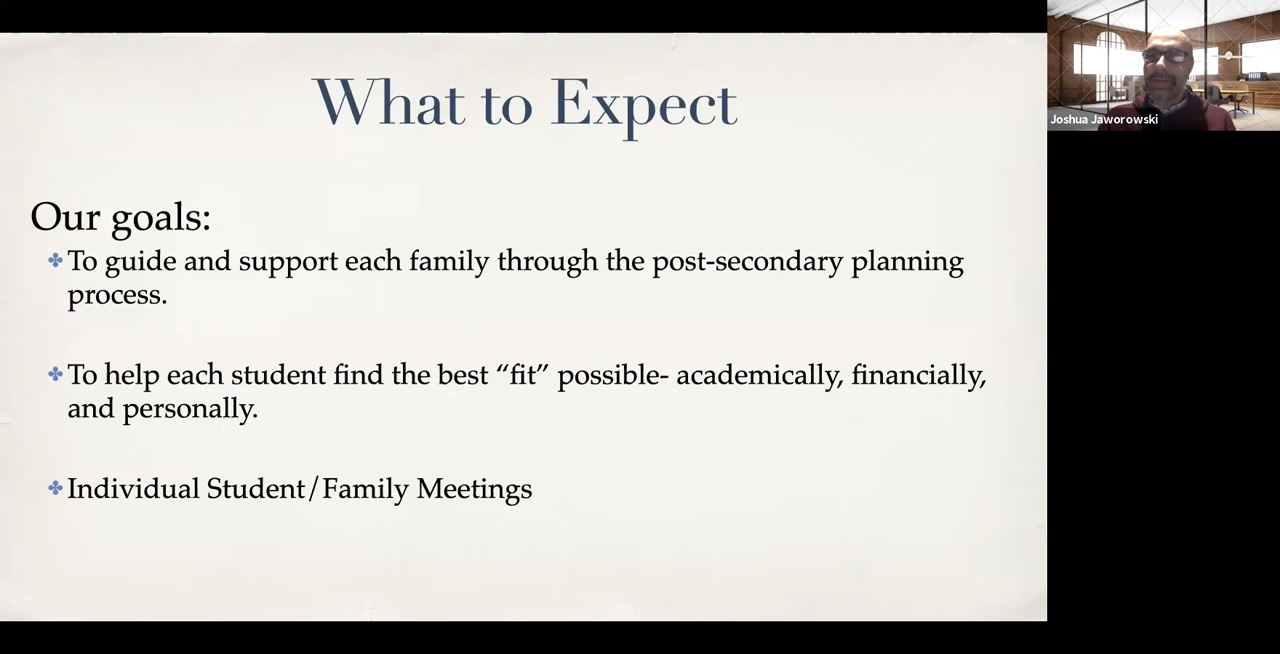 What to Expect
Joshua Jaworowski
Our goals:
To guide and support each family through the post-secondary planning
process.
To help each student find the best “fit” possible- academically, financially,
and personally.
Individual Student/Family Meetings